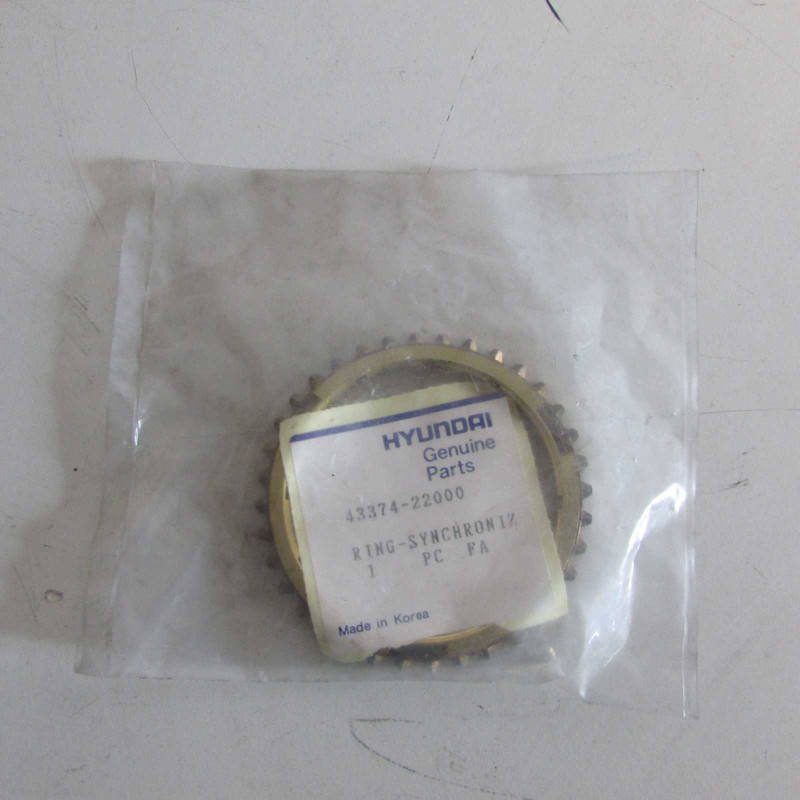 HYUNDAI
Genuine
Parts
43374-22000
RING-SYNCHRONIZ
1 PC FA
Made in Korea